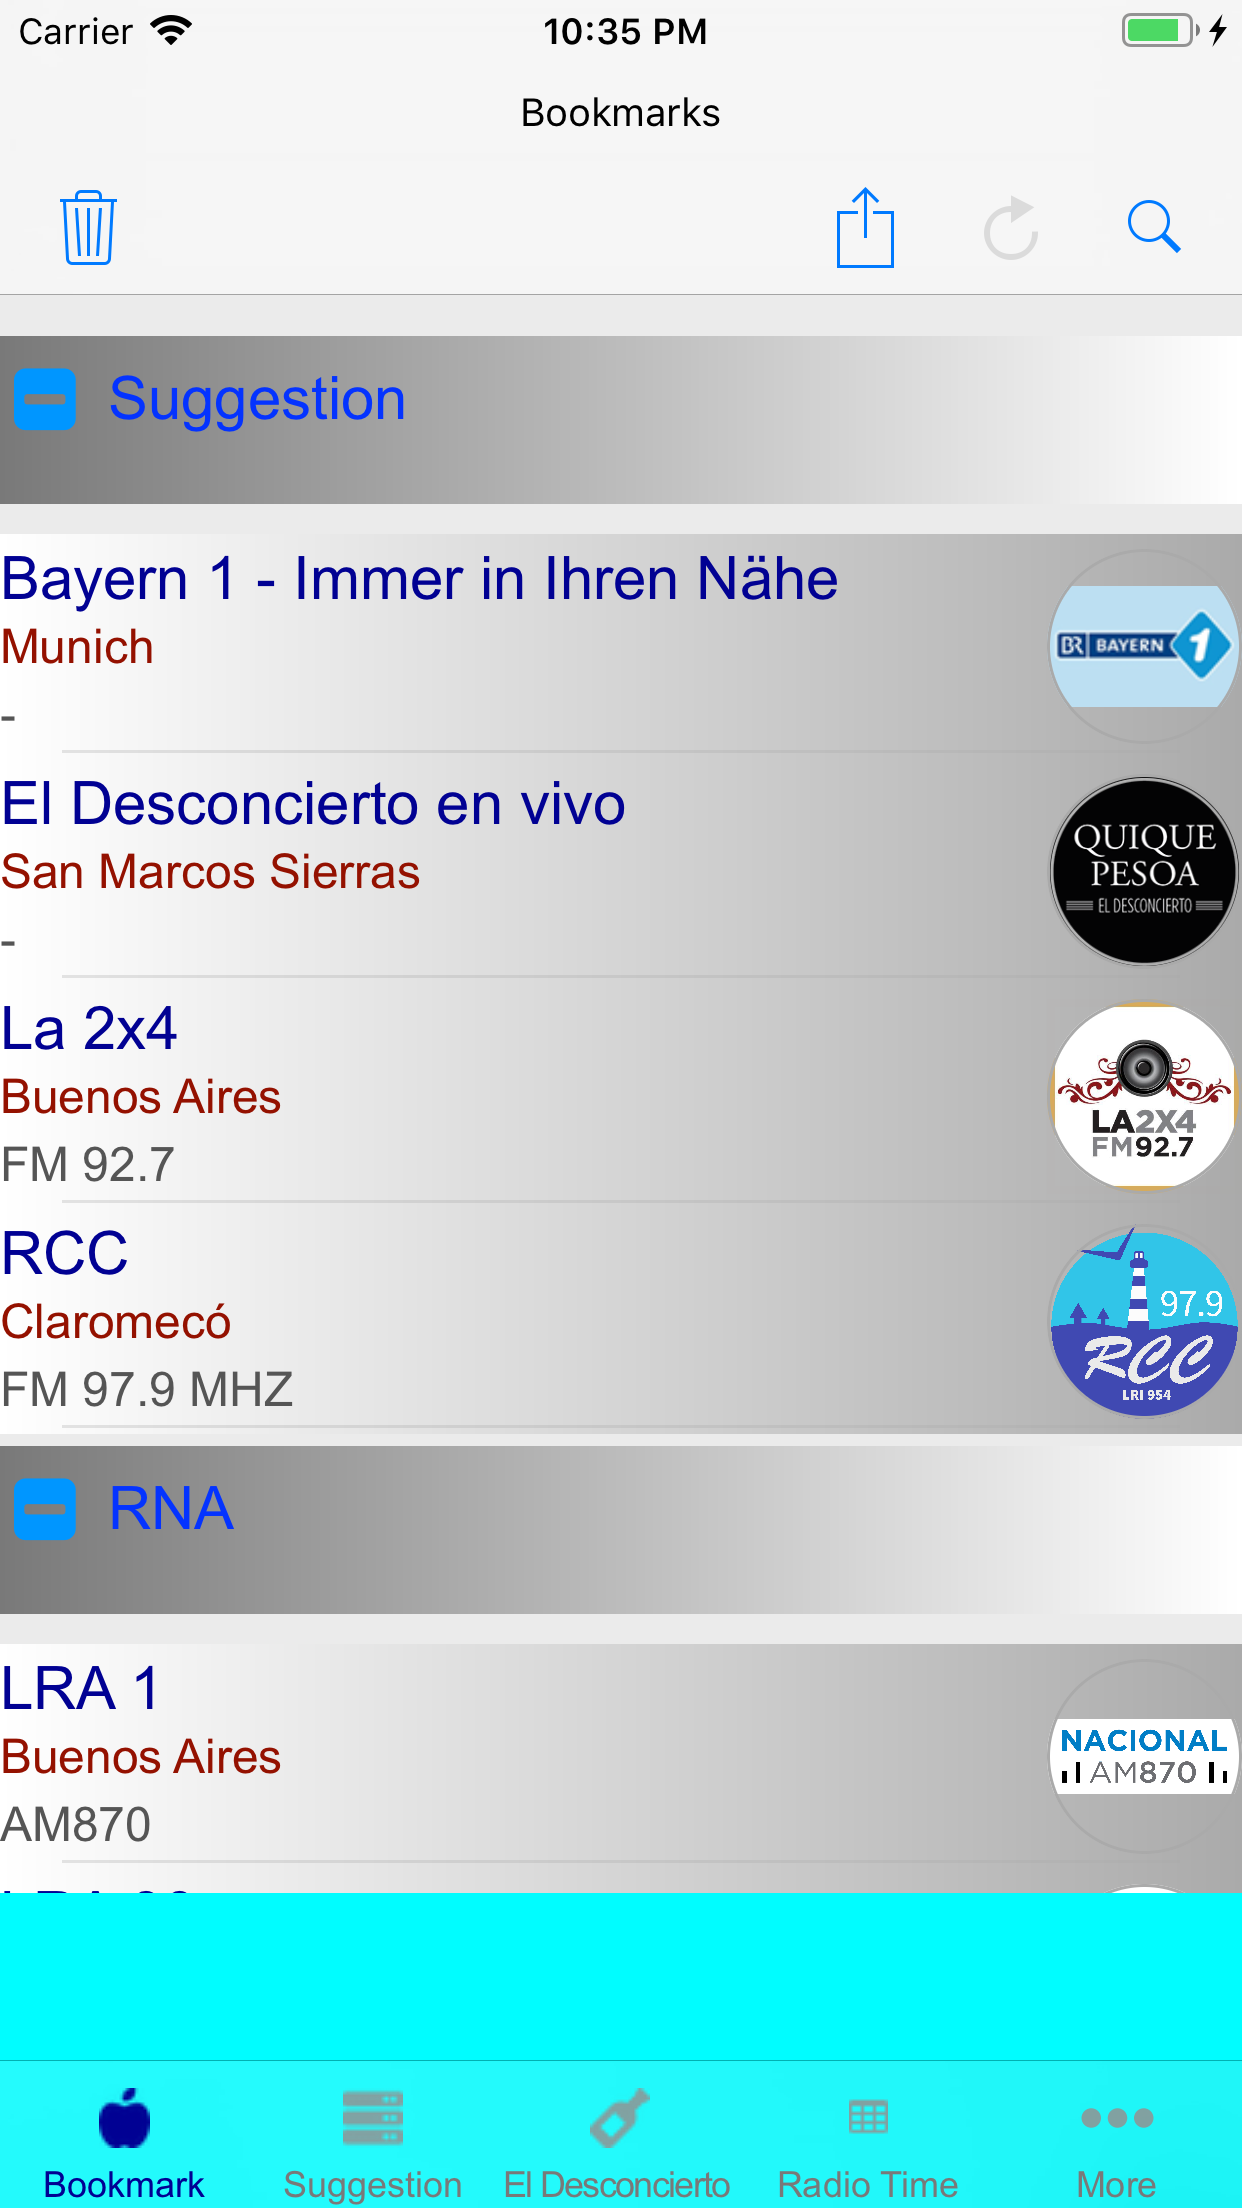 Carrier 10:35 PM
Bookmarks
Suggestion
Bayern 1 - Immer in Ihren Nähe
Munich
-
BR BAYERN 1
El Desconcierto en vivo
San Marcos Sierras
-
QUIQUE
PESOA
EL DESCONCIERTO
La 2x4
Buenos Aires
FM 92.7
LA2X4
FM92.7
RCC
Claromecó
FM 97.9 MHZ
97.9
RCC
LRI 954
RNA
LRA 1
Buenos Aires
AM870
NACIONAL
AM870
Bookmark Suggestion El Desconcierto Radio Time More